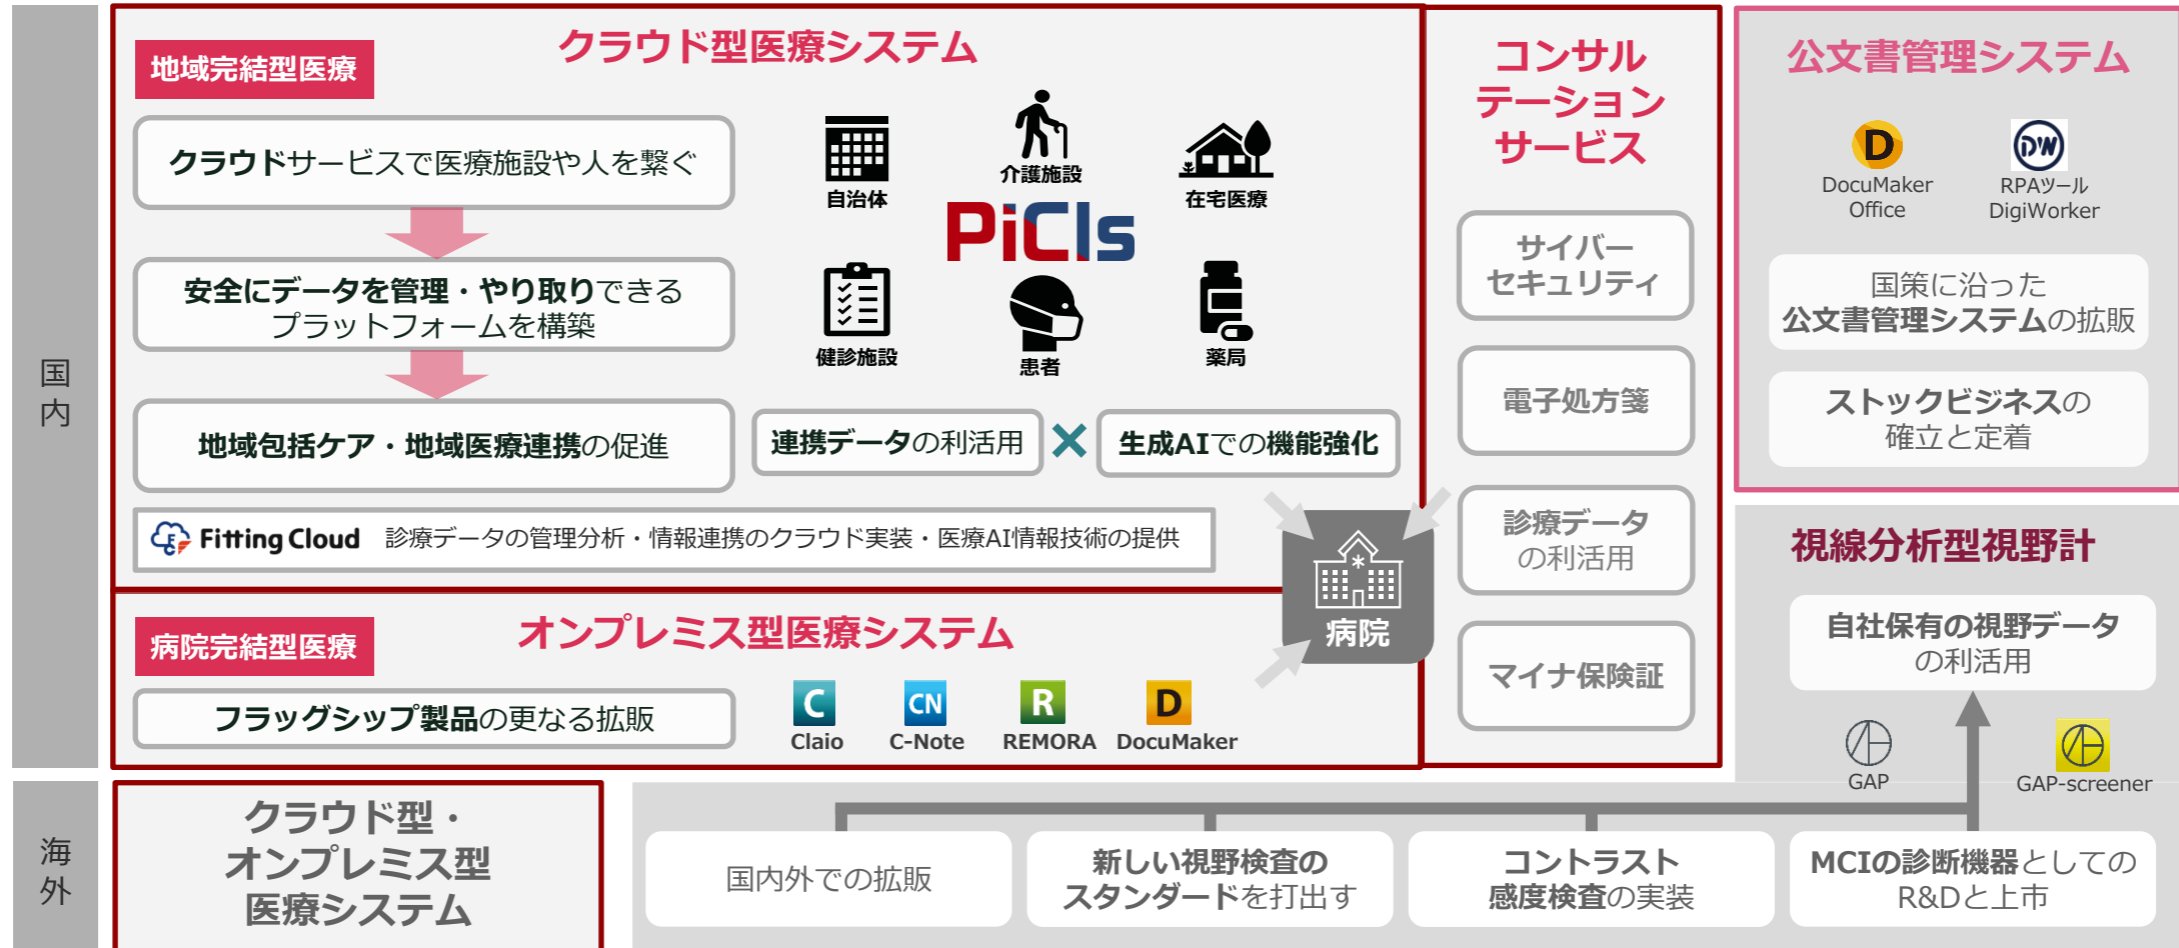 国内
地域完結型医療
クラウド型医療システム
クラウドサービスで医療施設や人を繋ぐ
安全にデータを管理・やり取りできる
プラットフォームを構築
地域包括ケア・地域医療連携の促進
自治体
介護施設
在宅医療
PiCls
健診施設
患者
薬局
連携データの利活用
×
生成AIでの機能強化
Fitting Cloud
診療データの管理分析・情報連携のクラウド実装・医療AI情報技術の提供
病院
病院完結型医療
オンプレミス型医療システム
フラッグシップ製品の更なる拡販
C
Claio
CN
C-Note
R
REMORA
D
DocuMaker
コンサル
テーション
サービス
サイバー
セキュリティ
電子処方箋
診療データ
の利活用
マイナ保険証
公文書管理システム
D
DocuMaker
Office
DW
RPAツール
DigiWorker
国策に沿った
公文書管理システムの拡販
ストックビジネスの
確立と定着
視線分析型視野計
自社保有の視野データ
の利活用
GAP
GAP-screener
海外
クラウド型・
オンプレミス型
医療システム
国内外での拡販
新しい視野検査の
スタンダードを打出す
コントラスト
感度検査の実装
MCIの診断機器としての
R&Dと上市